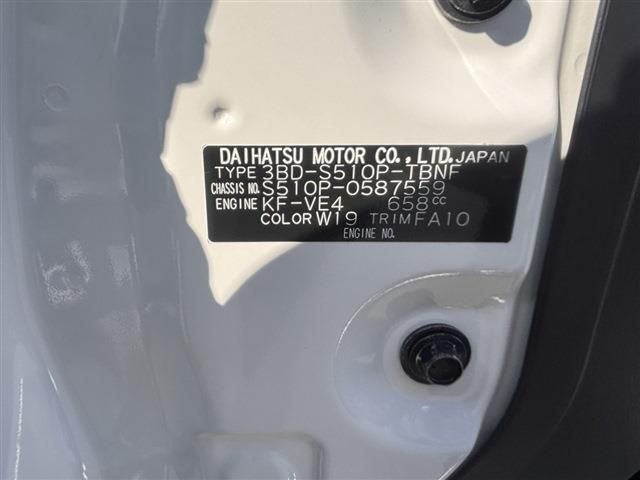 DAIHATSU MOTOR CO.,LTD. JAPAN
TYPE 3BD-S510P-TBNF
CHASSIS NO. S510P-0587559
ENGINE KF-VE4 658CC
COLOR W19 TRIM FA10
ENGINE NO.